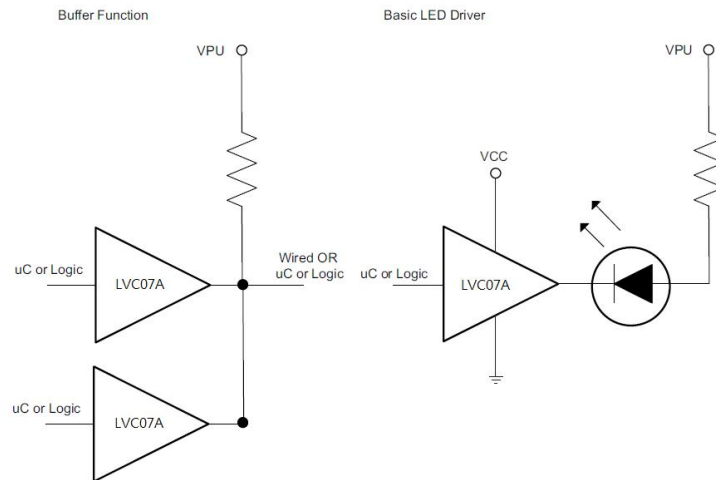 Buffer Function
Basic LED Driver
VPU
VPU
VCC
uC or Logic
LVC07A
Wired OR
uC or Logic
uC or Logic
LVC07A
uC or Logic
LVC07A